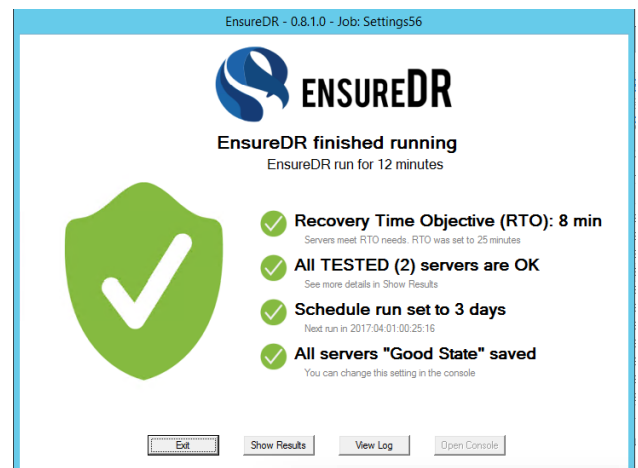 EnsureDR - 0.8.1.0 - Job: Settings56
ENSUREDR
EnsureDR finished running
EnsureDR run for 12 minutes
Recovery Time Objective (RTO): 8 min
Servers meet RTO needs. RTO was set to 25 minutes
All TESTED (2) servers are OK
See more details in Show Results
Schedule run set to 3 days
Next run in 2017:04:01:00:25:16
All servers "Good State" saved
You can change this setting in the console
Exit
Show Results
View Log
Open Console